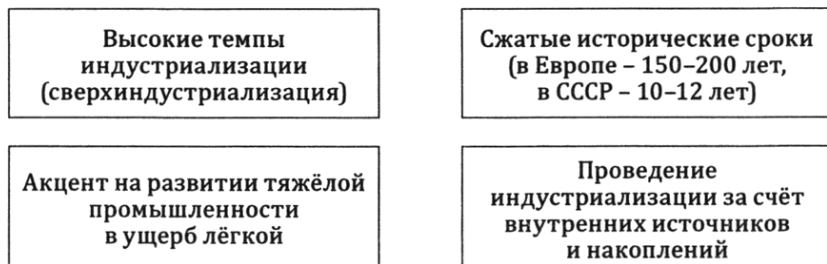 Высокие темпы
индустриализации
(сверхиндустриализация)
Сжатые исторические сроки
(в Европе – 150–200 лет,
в СССР – 10–12 лет)
Акцент на развитии тяжёлой
промышленности
в ущерб лёгкой
Проведение
индустриализации за счёт
внутренних источников
и накоплений